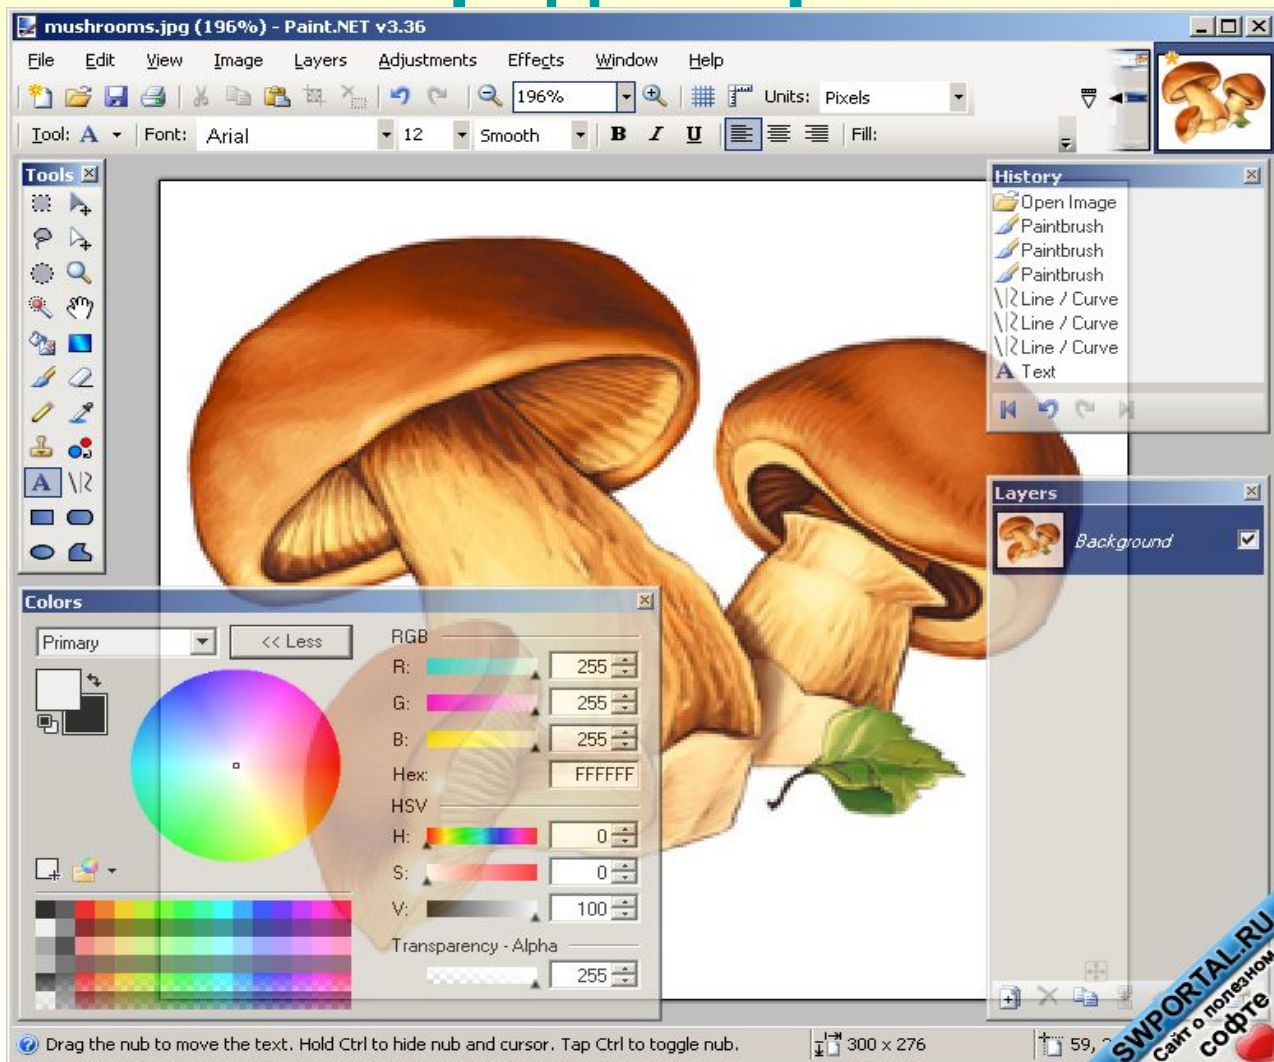 mushrooms.jpg (196%) - Paint.NET v3.36
File Edit View Image Layers Adjustments Effects Window Help
196% Units: Pixels
Tool: A Font: Arial 12 Smooth B I U Fill:
Tools
History
Open Image
Paintbrush
Paintbrush
Paintbrush
Line / Curve
Line / Curve
Line / Curve
A Text
Layers
Background
Colors
Primary << Less RGB
R: 255
G: 255
B: 255
Hex: FFFFFF
HSV
H: 0
S: 0
V: 100
Transparency - Alpha
255
Drag the nub to move the text. Hold Ctrl to hide nub and cursor. Tap Ctrl to toggle nub. 300 x 276 59,
SWPORTAL.RU
Сайт о полезном
софте